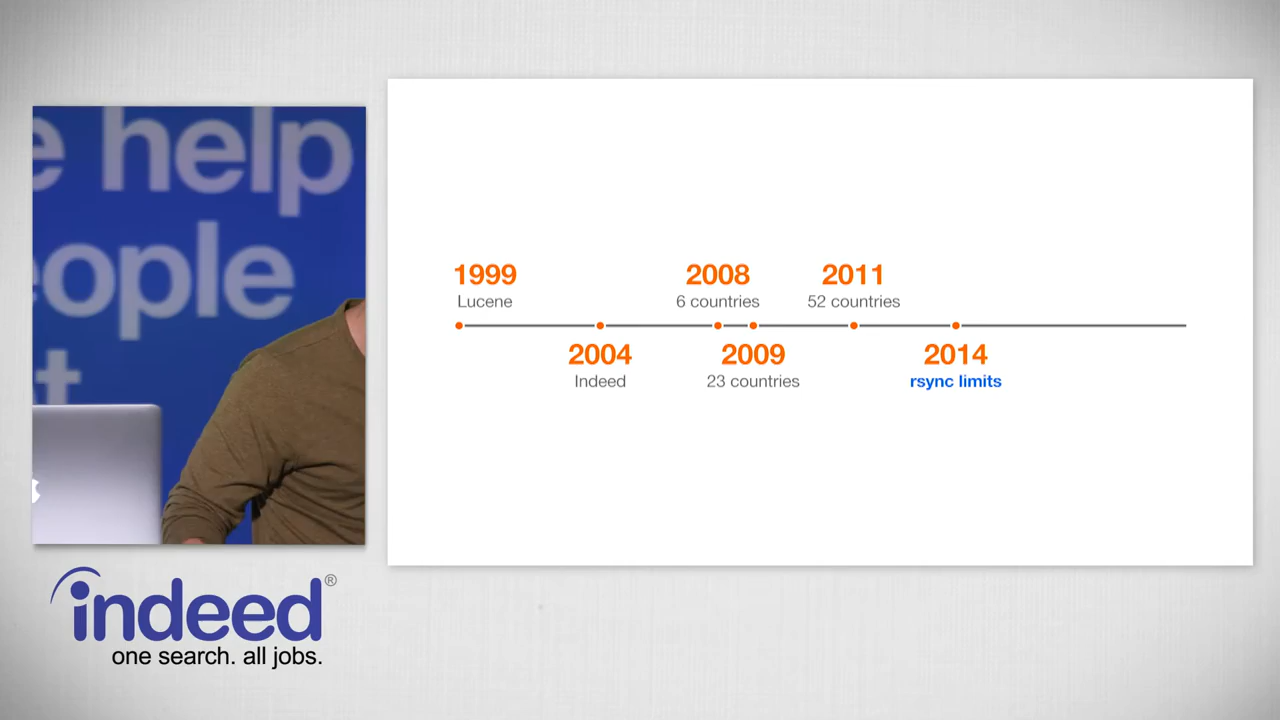 e help
eople
t
1999
Lucene
2008
6 countries
2011
52 countries
2004
Indeed
2009
23 countries
2014
rsync limits
indeed®
one search. all jobs.